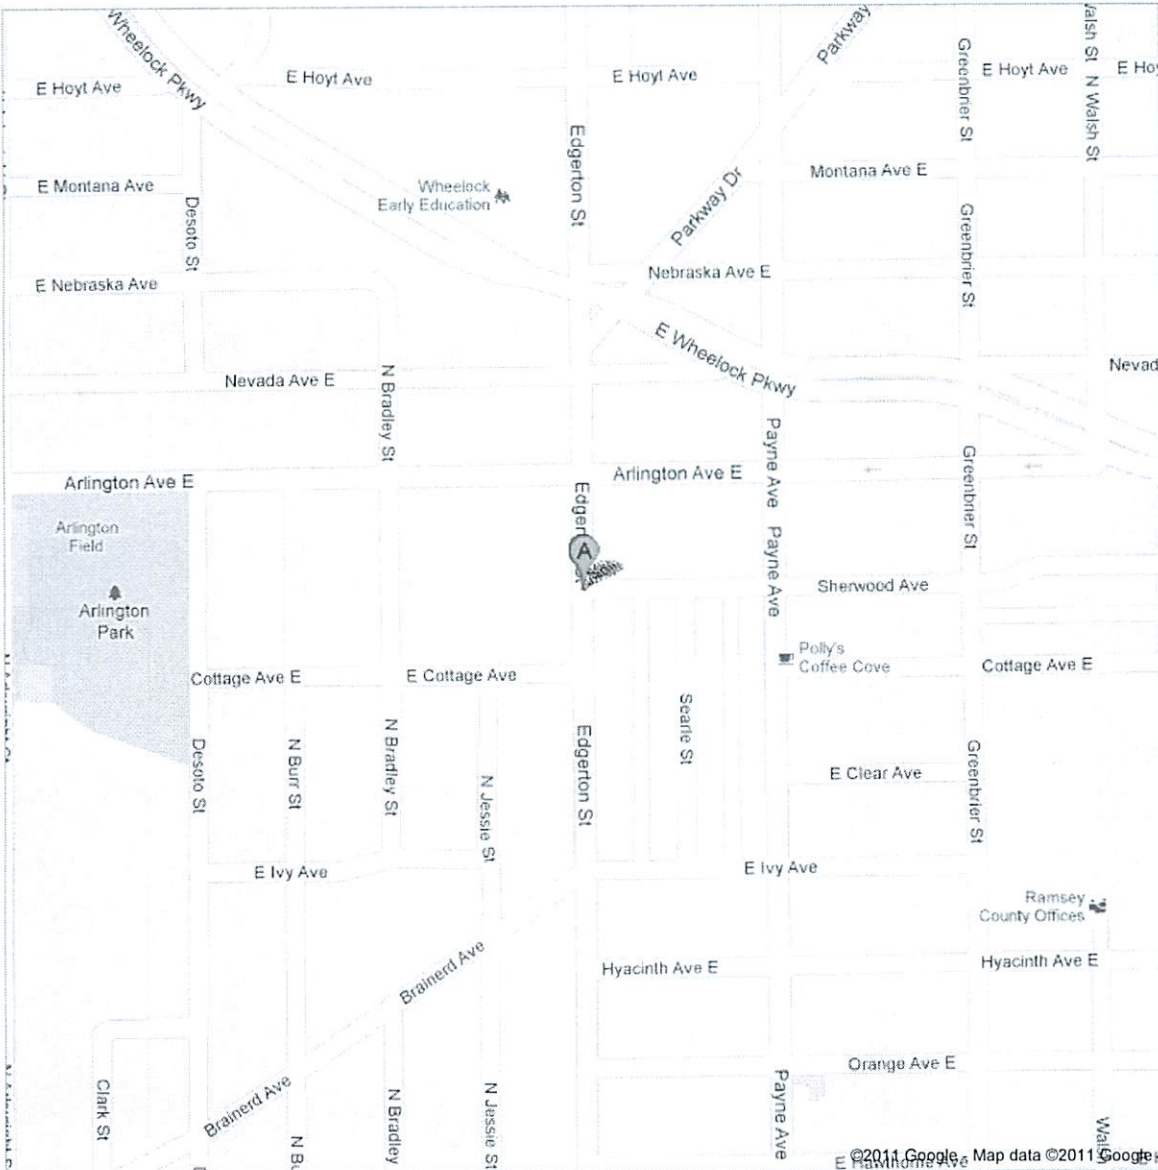 Wheelock Pkwy
E Hoyt Ave
E Hoyt Ave
E Hoyt Ave
Parkway
Greenbrier St
E Hoyt Ave
N Walsh St
Edgerton St
E Montana Ave
Desoto St
Wheelock
Early Education
Parkway Dr
Montana Ave E
Greenbrier St
E Nebraska Ave
Nebraska Ave E
E Wheelock Pkwy
Nevada Ave E
N Bradley St
Payne Ave
Arlington Ave E
Arlington Ave E
Greenbrier St
Arlington
Field
A
Payne Ave
Sherwood Ave
Arlington
Park
Polly's
Coffee Cove
Cottage Ave E
E Cottage Ave
Cottage Ave E
Searle St
Desoto St
N Burr St
N Bradley St
N Jessie St
Edgerton St
E Clear Ave
Greenbrier St
E Ivy Ave
E Ivy Ave
Ramsey
County Offices
Brainerd Ave
Hyacinth Ave E
Hyacinth Ave E
Orange Ave E
Clark St
Brainerd Ave
N Bradley
N Jessie St
Payne Ave
E Hawthorne Ave
©2011 Google - Map data ©2011 Google